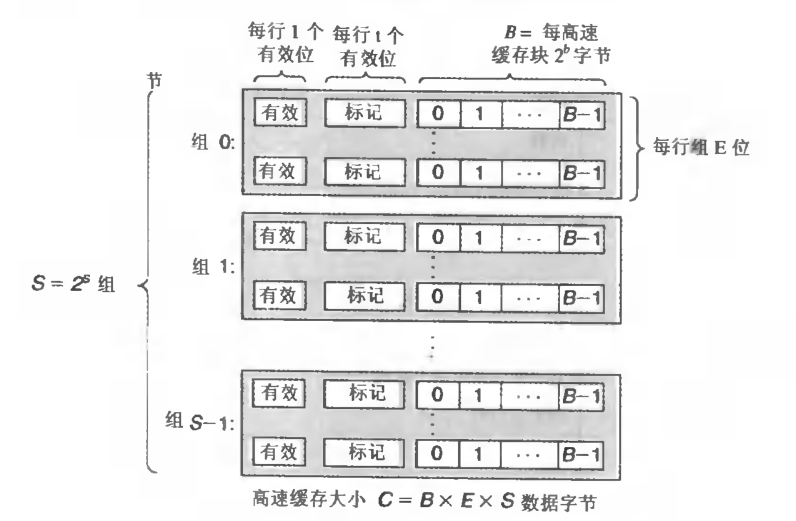 每行 1 个 每行 t 个 B = 每高速
有效位 有效位 缓存块 2^b 字节
节
有效 标记 0 1 ··· B−1
组 0:
每行组 E 位
有效 标记 0 1 ··· B−1
有效 标记 0 1 ··· B−1
组 1:
S = 2^s 组
有效 标记 0 1 ··· B−1
有效 标记 0 1 ··· B−1
组 S−1:
有效 标记 0 1 ··· B−1
高速缓存大小 C = B × E × S 数据字节